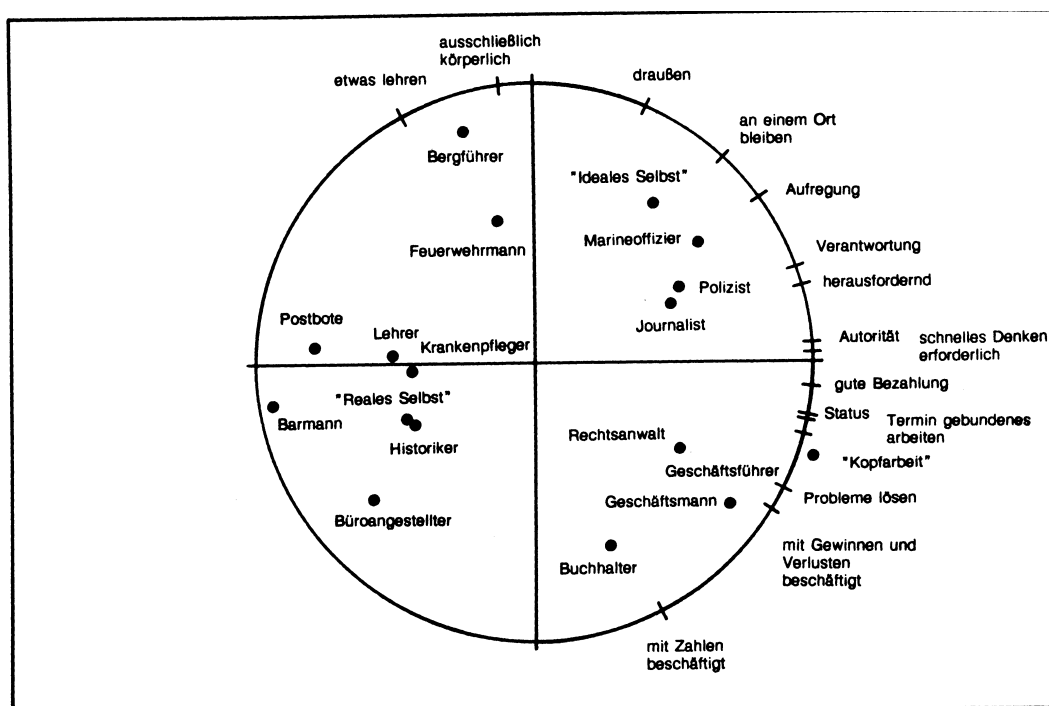 ausschließlich
körperlich
etwas lehren
draußen
an einem Ort
bleiben
Bergführer
"Ideales Selbst"
Aufregung
Feuerwehrmann
Marineoffizier
Verantwortung
herausfordernd
Polizist
Postbote
Journalist
Lehrer
Krankenpfleger
Autorität
schnelles Denken
erforderlich
gute Bezahlung
"Reales Selbst"
Barmann
Status
Termin gebundenes
arbeiten
Historiker
Rechtsanwalt
Geschäftsführer
"Kopfarbeit"
Geschäftsmann
Probleme lösen
Büroangestellter
mit Gewinnen und
Verlusten
beschäftigt
Buchhalter
mit Zahlen
beschäftigt